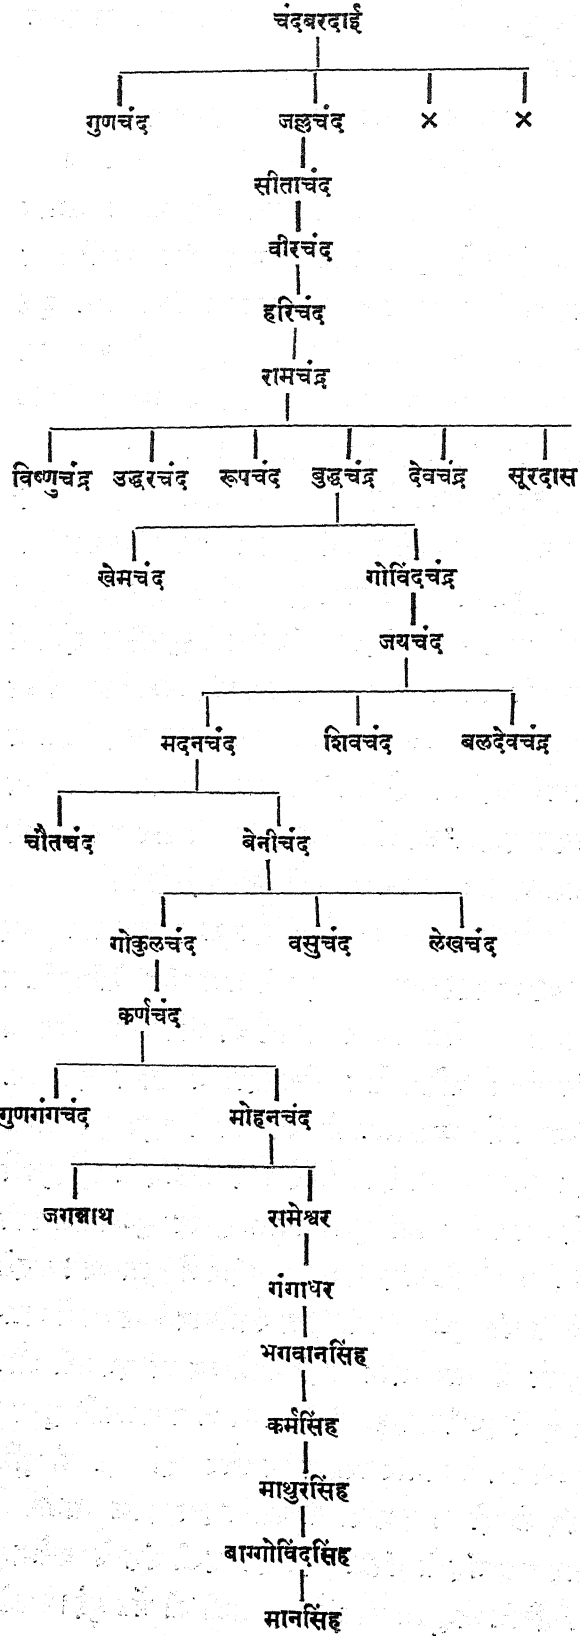 चंदबरदाई
गुणचंद जल्लचंद × ×
सीताचंद
वीरचंद
हरिचंद
रामचंद्र
विष्णुचंद्र उद्धरचंद रूपचंद बुद्धचंद्र देवचंद्र सूरदास
खेमचंद गोविंदचंद्र
जयचंद
मदनचंद शिवचंद बलदेवचंद्र
चौतचंद बेनीचंद
गोकुलचंद वसुचंद लेखचंद
कर्णचंद
गुणगंगचंद मोहनचंद
जगन्नाथ रामेश्वर
गंगाधर
भगवानसिंह
कर्मसिंह
माथुरसिंह
बाग्गोविंदसिंह
मानसिंह